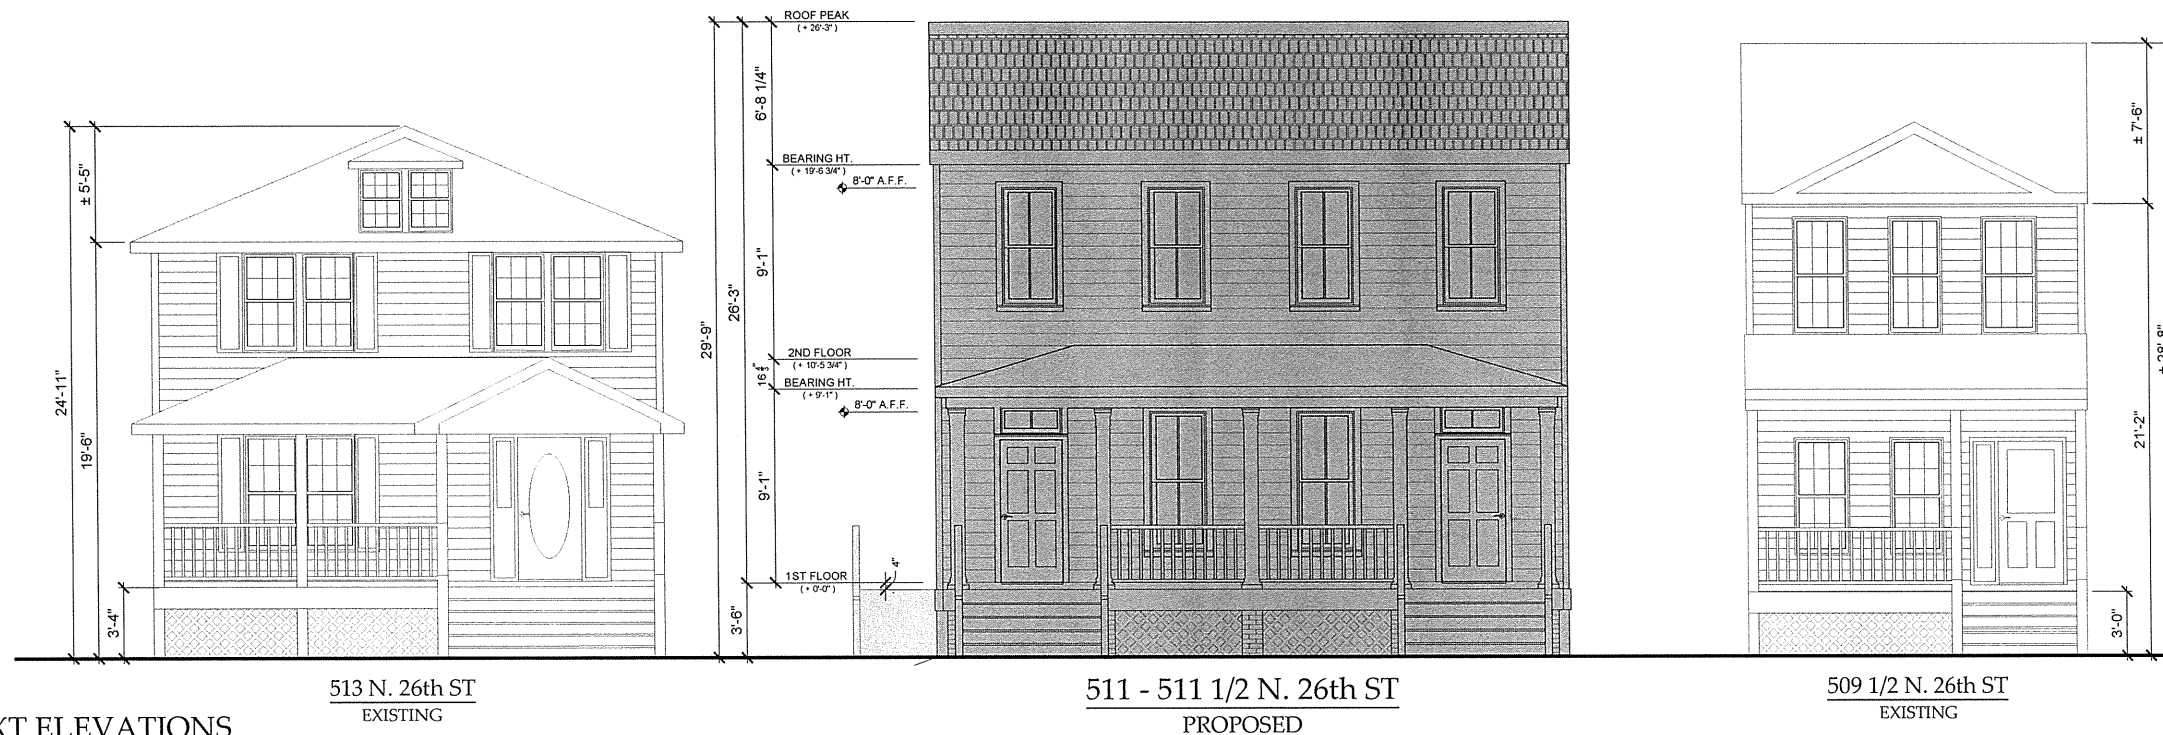 ROOF PEAK
( + 26'-3" )
6'-8 1/4"
BEARING HT.
( + 19'-6 3/4" )
8'-0" A.F.F.
9'-1"
2ND FLOOR
( + 10'-5 3/4" )
BEARING HT.
( + 9'-1" )
8'-0" A.F.F.
9'-1"
1ST FLOOR
( + 0'-0" )
4"
26'-3"
29'-9"
3'-6"
± 5'-5"
24'-11"
19'-6"
3'-4"
± 7'-6"
21'-2"
3'-0"
513 N. 26th ST
EXISTING
511 - 511 1/2 N. 26th ST
PROPOSED
509 1/2 N. 26th ST
EXISTING
XT ELEVATIONS